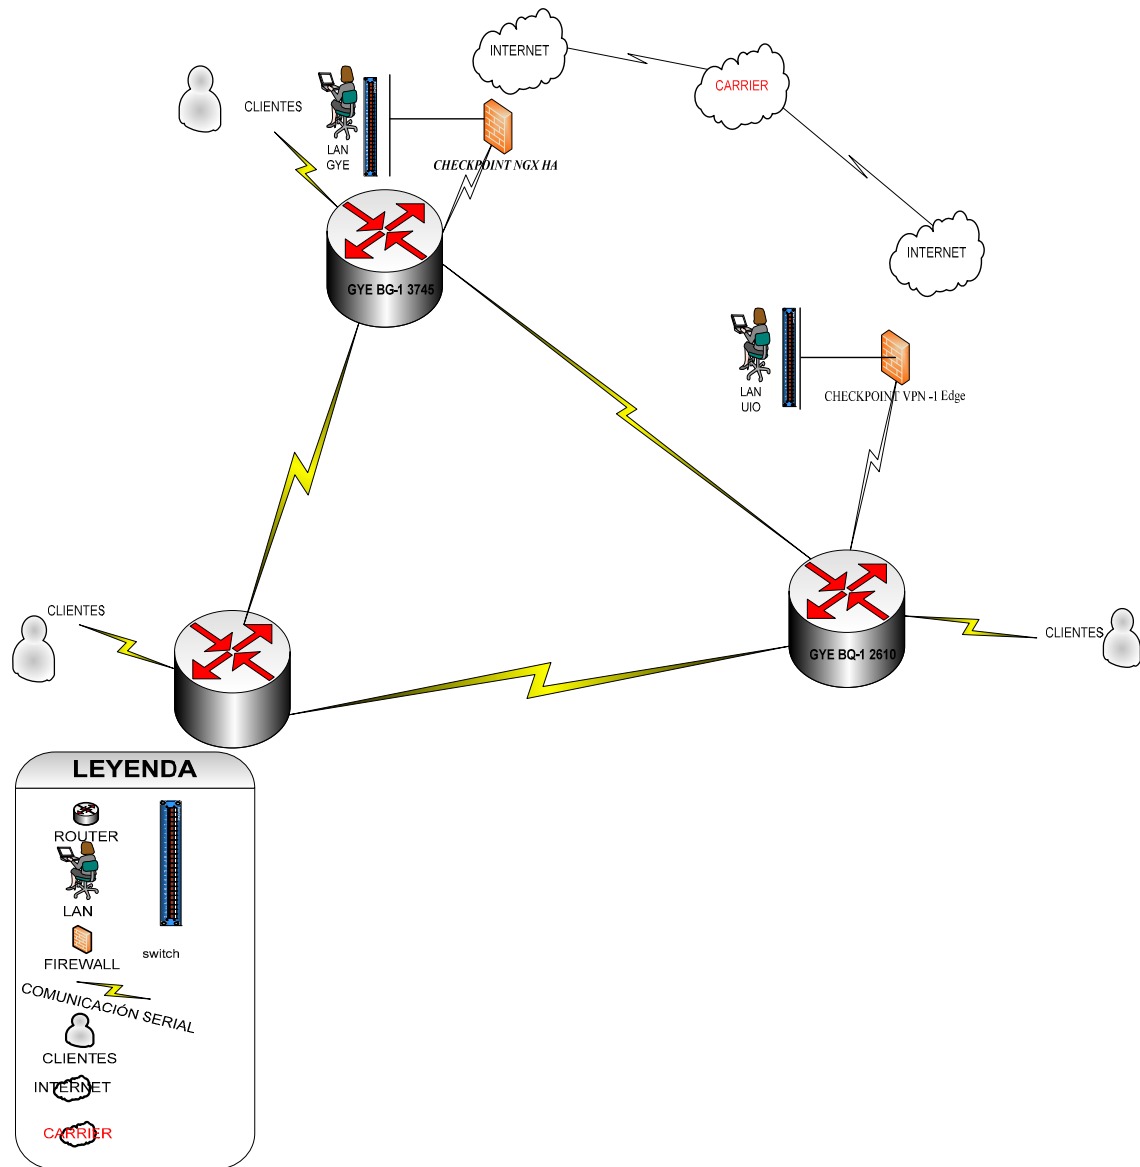 INTERNET
CARRIER
CLIENTES
LAN
GYE
CHECKPOINT NGX HA
INTERNET
GYE BG-1 3745
LAN
UIO
CHECKPOINT VPN -1 Edge
CLIENTES
CLIENTES
GYE BQ-1 2610
LEYENDA
ROUTER
LAN
switch
FIREWALL
COMUNICACIÓN SERIAL
CLIENTES
INTERNET
CARRIER